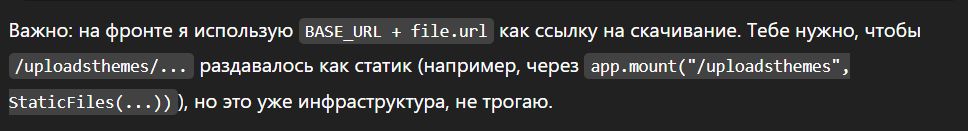 Важно: на фронте я использую BASE_URL + file.url как ссылку на скачивание. Тебе нужно, чтобы
/uploadsthemes/... раздавалось как статик (например, через app.mount("/uploadsthemes",
StaticFiles(...))), но это уже инфраструктура, не трогаю.